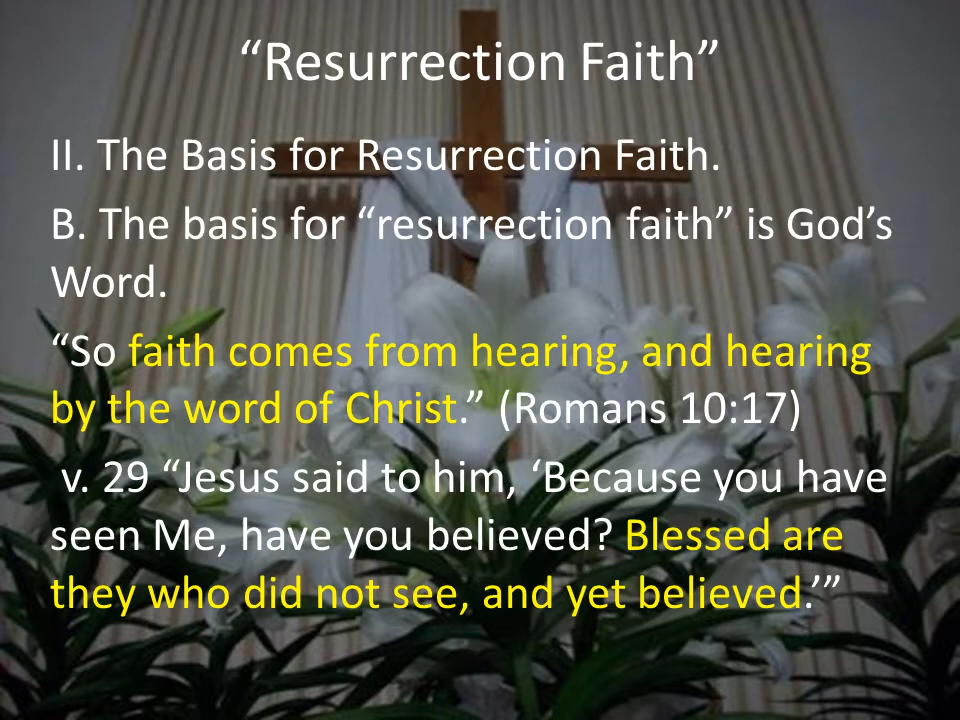 “Resurrection Faith”
II. The Basis for Resurrection Faith.
B. The basis for “resurrection faith” is God’s
Word.
“So faith comes from hearing, and hearing
by the word of Christ.” (Romans 10:17)
v. 29 “Jesus said to him, ‘Because you have
seen Me, have you believed? Blessed are
they who did not see, and yet believed.’”